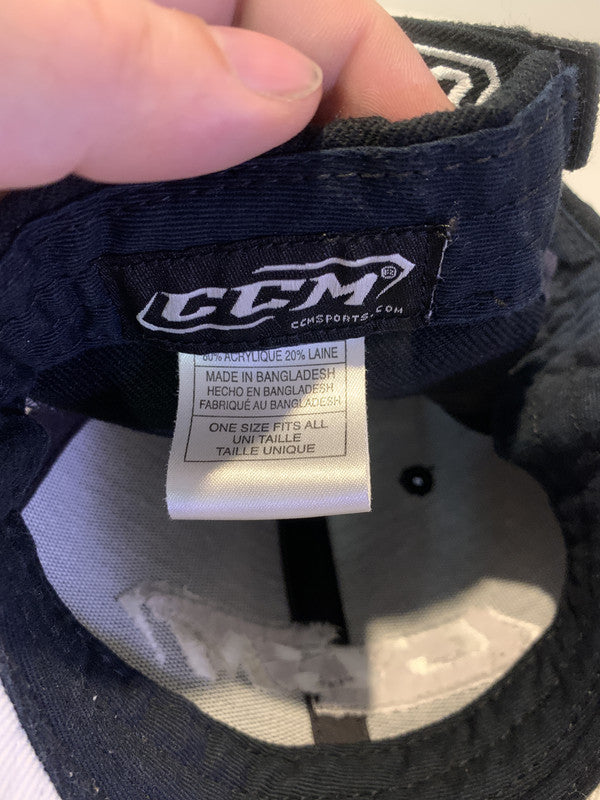 CCM
CCMSPORTS.COM
80% ACRYLIQUE 20% LAINE
MADE IN BANGLADESH
HECHO EN BANGLADESH
FABRIQUÉ AU BANGLADESH
ONE SIZE FITS ALL
UNI TAILLE
TAILLE UNIQUE